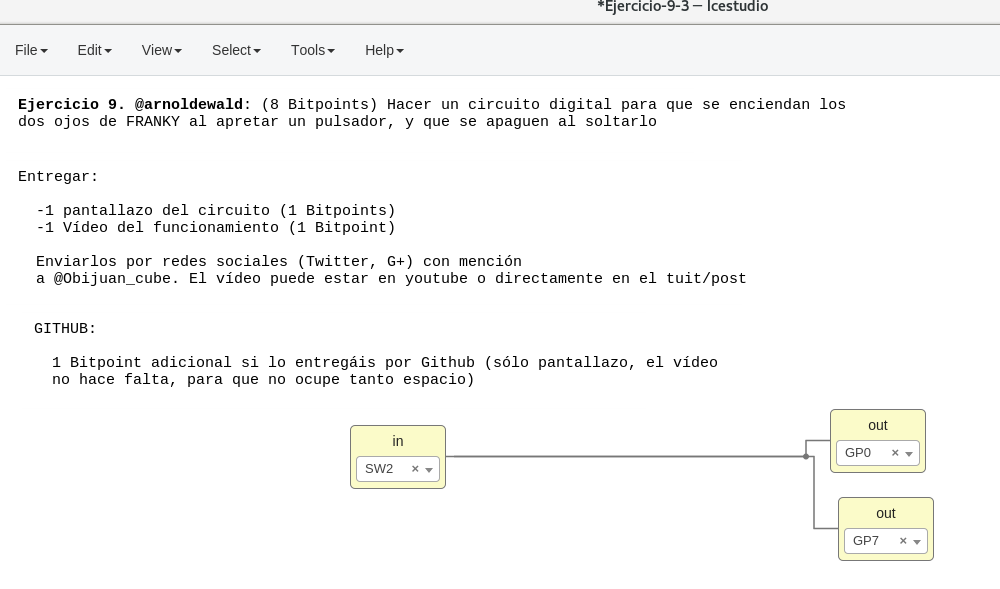 *Ejercicio-9-3 — Icestudio
File Edit View Select Tools Help
Ejercicio 9. @arnoldewald: (8 Bitpoints) Hacer un circuito digital para que se enciendan los
dos ojos de FRANKY al apretar un pulsador, y que se apaguen al soltarlo
Entregar:
-1 pantallazo del circuito (1 Bitpoints)
-1 Vídeo del funcionamiento (1 Bitpoint)
Enviarlos por redes sociales (Twitter, G+) con mención
a @Obijuan_cube. El vídeo puede estar en youtube o directamente en el tuit/post
GITHUB:
1 Bitpoint adicional si lo entregáis por Github (sólo pantallazo, el vídeo
no hace falta, para que no ocupe tanto espacio)
in
SW2 ×
out
GP0 ×
out
GP7 ×